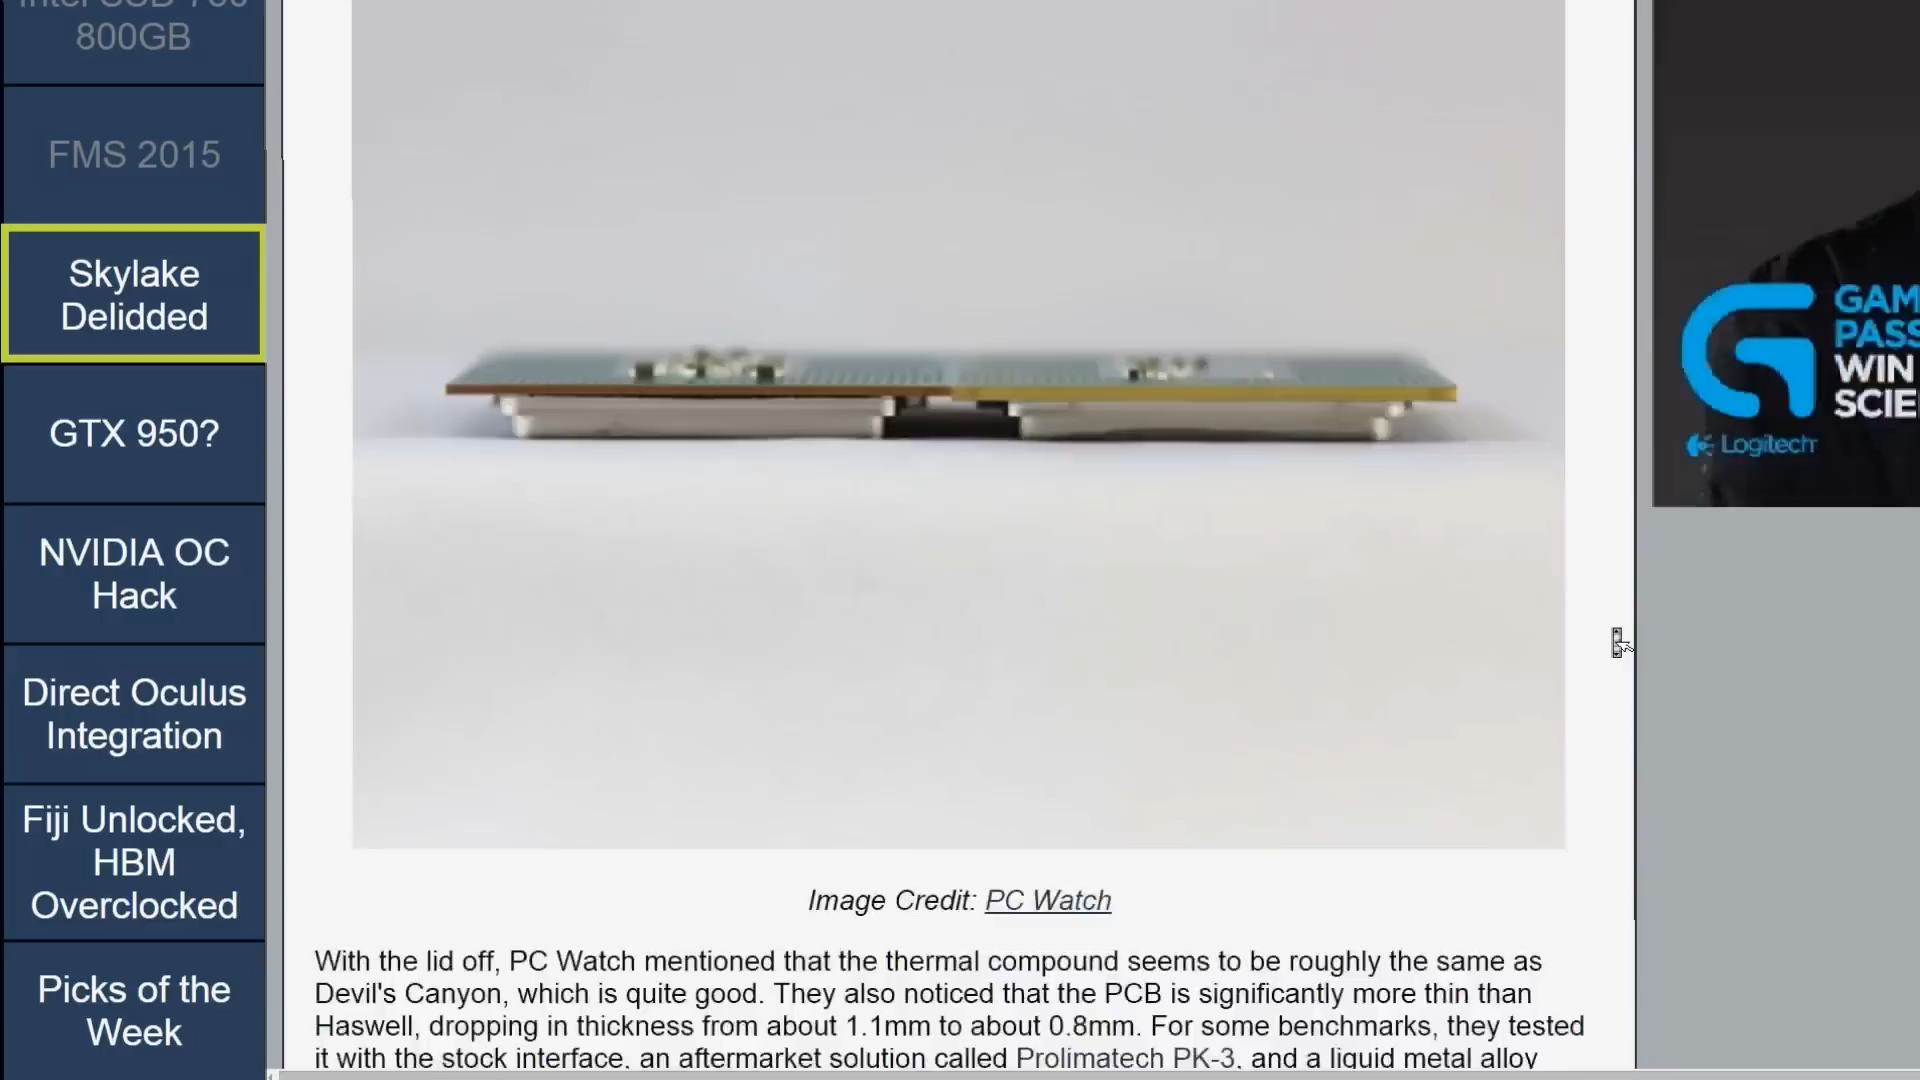 800GB
FMS 2015
Skylake
Delidded
GTX 950?
NVIDIA OC
Hack
Direct Oculus
Integration
Fiji Unlocked,
HBM
Overclocked
Picks of the
Week
Image Credit: PC Watch
With the lid off, PC Watch mentioned that the thermal compound seems to be roughly the same as
Devil's Canyon, which is quite good. They also noticed that the PCB is significantly more thin than
Haswell, dropping in thickness from about 1.1mm to about 0.8mm. For some benchmarks, they tested
it with the stock interface, an aftermarket solution called Prolimatech PK-3, and a liquid metal alloy
GAM
PASS
WIN
SCIE
Logitech